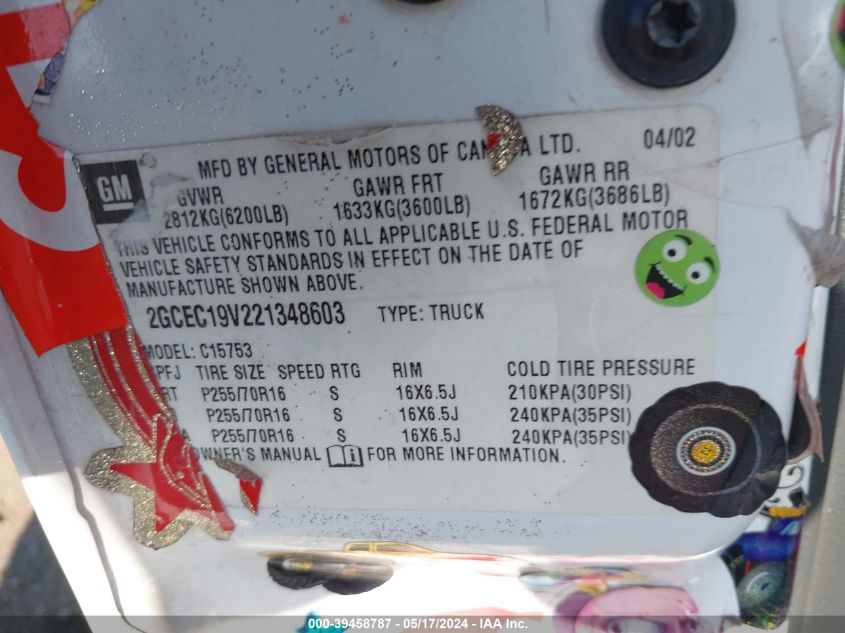 MFD BY GENERAL MOTORS OF CAN A LTD. 04/02
GM
GVWR GAWR FRT GAWR RR
2812KG(6200LB) 1633KG(3600LB) 1672KG(3686LB)
THIS VEHICLE CONFORMS TO ALL APPLICABLE U.S. FEDERAL MOTOR
VEHICLE SAFETY STANDARDS IN EFFECT ON THE DATE OF
MANUFACTURE SHOWN ABOVE.
2GCEC19V221348603 TYPE: TRUCK
MODEL: C15753
PFJ TIRE SIZE SPEED RTG RIM COLD TIRE PRESSURE
RT P255/70R16 S 16X6.5J 210KPA(30PSI)
P255/70R16 S 16X6.5J 240KPA(35PSI)
A P255/70R16 S 16X6.5J 240KPA(35PSI)
OWNER'S MANUAL FOR MORE INFORMATION.
000-39458787 - 05/17/2024 - IAA Inc.